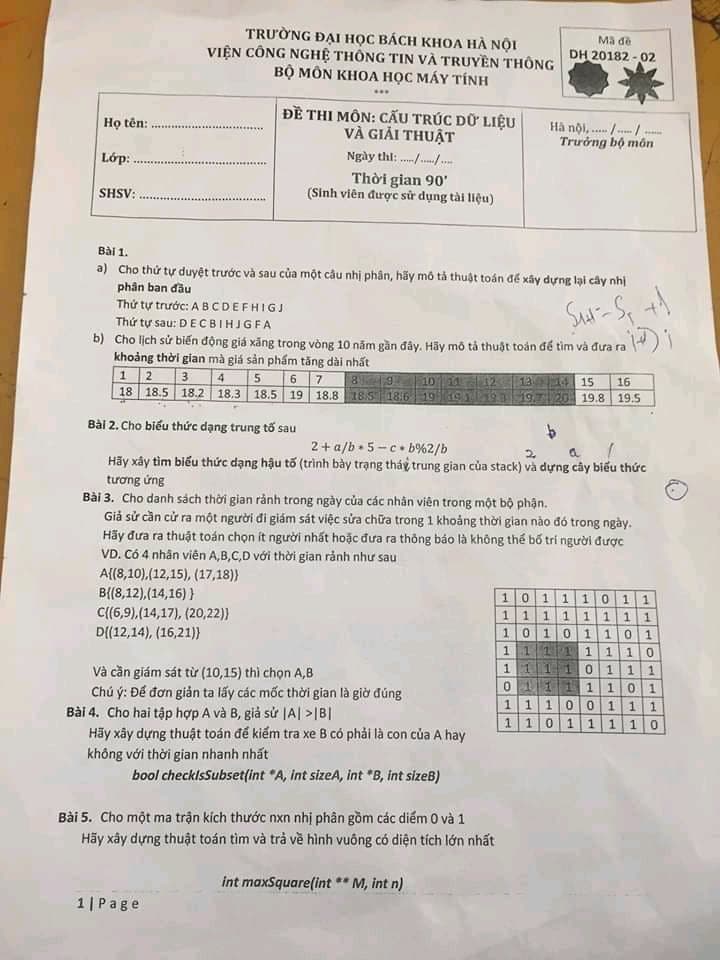 TRƯỜNG ĐẠI HỌC BÁCH KHOA HÀ NỘI
VIỆN CÔNG NGHỆ THÔNG TIN VÀ TRUYỀN THÔNG
BỘ MÔN KHOA HỌC MÁY TÍNH
***
Mã đề
DH 20182 - 02
Họ tên: ................................
Lớp: ......................................
SHSV: ....................................
ĐỀ THI MÔN: CẤU TRÚC DỮ LIỆU
VÀ GIẢI THUẬT
Ngày thi: ...../...../....
Thời gian 90'
(Sinh viên được sử dụng tài liệu)
Hà nội, ..... /..... / ......
Trưởng bộ môn
Bài 1.
a) Cho thứ tự duyệt trước và sau của một câu nhị phân, hãy mô tả thuật toán để xây dựng lại cây nhị
phân ban đầu
Thứ tự trước: A B C D E F H I G J
Thứ tự sau: D E C B I H J G F A
b) Cho lịch sử biến động giá xăng trong vòng 10 năm gần đây. Hãy mô tả thuật toán để tìm và đưa ra
khoảng thời gian mà giá sản phẩm tăng dài nhất
1 2 3 4 5 6 7 8 9 10 11 12 13 14 15 16
18 18.5 18.2 18.3 18.5 19 18.8 18.5 18.6 19 19.1 19.7 20 19.8 19.5
Bài 2. Cho biểu thức dạng trung tố sau
2 + a/b * 5 − c * b%2/b
b
2 a /
Hãy xây tìm biểu thức dạng hậu tố (trình bày trạng thái trung gian của stack) và dựng cây biểu thức
tương ứng
Bài 3. Cho danh sách thời gian rảnh trong ngày của các nhân viên trong một bộ phận.
Giả sử cần cử ra một người đi giám sát việc sửa chữa trong 1 khoảng thời gian nào đó trong ngày.
Hãy đưa ra thuật toán chọn ít người nhất hoặc đưa ra thông báo là không thể bố trí người được
VD. Có 4 nhân viên A,B,C,D với thời gian rảnh như sau
A{(8,10),(12,15), (17,18)}
B{(8,12),(14,16) }
C{(6,9),(14,17), (20,22)}
D{(12,14), (16,21)}
Và cần giám sát từ (10,15) thì chọn A,B
Chú ý: Để đơn giản ta lấy các mốc thời gian là giờ đúng
1 0 1 1 1 0 1 1
1 1 1 1 1 1 1 1
1 0 1 0 1 1 0 1
1 1 1 1 1 1 1 0
1 1 1 1 0 1 1 1
0 1 1 1 1 1 0 1
1 1 1 0 0 1 1 1
1 1 0 1 1 1 1 0
Bài 4. Cho hai tập hợp A và B, giả sử |A| >|B|
Hãy xây dựng thuật toán để kiểm tra xe B có phải là con của A hay
không với thời gian nhanh nhất
bool checkIsSubset(int *A, int sizeA, int *B, int sizeB)
Bài 5. Cho một ma trận kích thước nxn nhị phân gồm các diểm 0 và 1
Hãy xây dựng thuật toán tìm và trả về hình vuông có diện tích lớn nhất
int maxSquare(int ** M, int n)
1 | P a g e